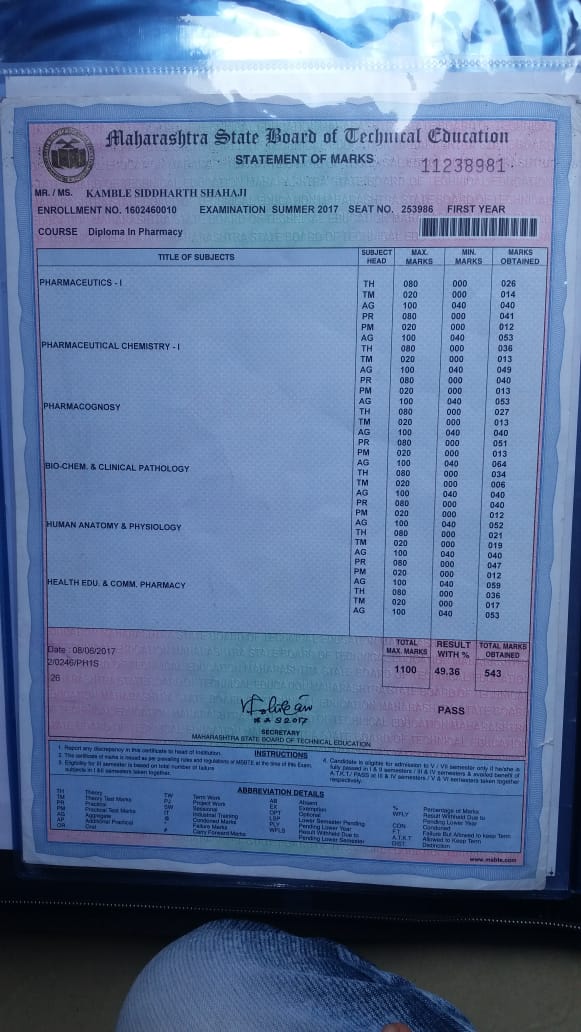 Maharashtra State Board of Technical Education
STATEMENT OF MARKS
11238981
MR. / MS. KAMBLE SIDDHARTH SHAHAJI
ENROLLMENT NO. 1602460010 EXAMINATION SUMMER 2017 SEAT NO. 253986 FIRST YEAR
COURSE Diploma In Pharmacy
TITLE OF SUBJECTS SUBJECT HEAD MAX. MARKS MIN. MARKS MARKS OBTAINED
PHARMACEUTICS - I TH 080 000 026
TM 020 000 014
AG 100 040 040
PR 080 000 041
PM 020 000 012
AG 100 040 053
PHARMACEUTICAL CHEMISTRY - I TH 080 000 036
TM 020 000 013
AG 100 040 049
PR 080 000 040
PM 020 000 013
AG 100 040 053
PHARMACOGNOSY TH 080 000 027
TM 020 000 013
AG 100 040 040
PR 080 000 051
PM 020 000 013
AG 100 040 064
BIO-CHEM. & CLINICAL PATHOLOGY TH 080 000 034
TM 020 000 006
AG 100 040 040
PR 080 000 040
PM 020 000 012
AG 100 040 052
HUMAN ANATOMY & PHYSIOLOGY TH 080 000 021
TM 020 000 019
AG 100 040 040
PR 080 000 047
PM 020 000 012
AG 100 040 059
HEALTH EDU. & COMM. PHARMACY TH 080 000 036
TM 020 000 017
AG 100 040 053
Date : 08/06/2017
2/0246/PH1S
26
TOTAL MAX. MARKS RESULT WITH % TOTAL MARKS OBTAINED
1100 49.36 543
PASS
SECRETARY
MAHARASHTRA STATE BOARD OF TECHNICAL EDUCATION
INSTRUCTIONS
1. Report any discrepancy in this certificate to head of Institution.
2. The certificate of marks is issued as per prevailing rules and regulations of MSBTE at the time of this Exam.
3. Eligibility for III semester is based on total number of failure
subjects in I &II semesters taken together.
4. Candidate is eligible for admission to V / VII semester only if he/she is
fully passed in I & II semesters / III & IV semesters & availed benefit of
A.T.K.T./ PASS at III & IV semesters / V & VI semesters taken together
respectively.
ABBREVIATION DETAILS
TH Theory
TM Theory Test Marks
PR Practical
PM Practical Test Marks
AG Aggregate
AP Additional Practical
OR Oral
TW Term Work
PJ Project Work
SW Sessional
IT Industrial Training
@ Condoned Marks
Failure Marks
# Carry Forward Marks
AB Absent
EX Exemption
OPT Optional
LSP Lower Semester Pending
PLY Pending Lower Year
WPLS Result Withheld Due to
Pending Lower Semester
% Percentage of Marks
WPLY Result Withheld Due to
Pending Lower Year
CON Condoned
F.T. Failure But Allowed to keep Term
A.T.K.T Allowed to Keep Term
DIST. Distinction
www.msbte.com